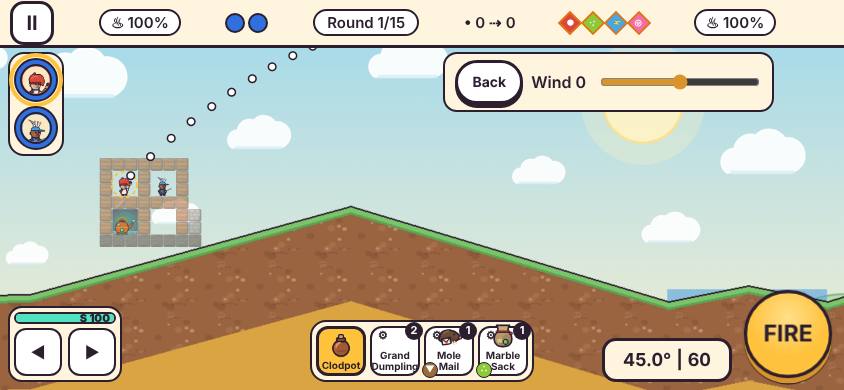 100%
Round 1/15
• 0 ⇢ 0
100%
Back
Wind 0
S 100
Clodpot
Grand Dumpling
2
Mole Mail
1
Marble Sack
1
45.0° | 60
FIRE